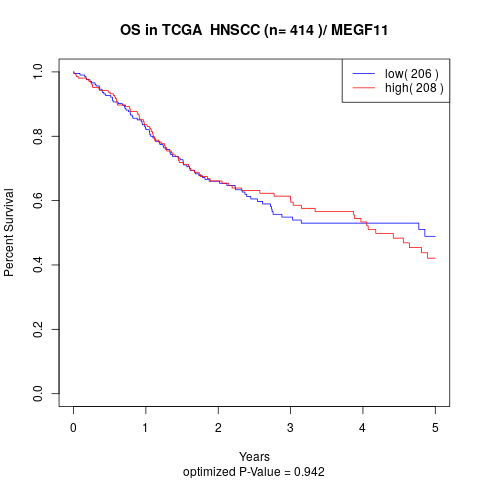 OS in TCGA HNSCC (n= 414 )/ MEGF11
low( 206 )
high( 208 )
Percent Survival
1.0
0.8
0.6
0.4
0.2
0.0
0 1 2 3 4 5
Years
optimized P-Value = 0.942